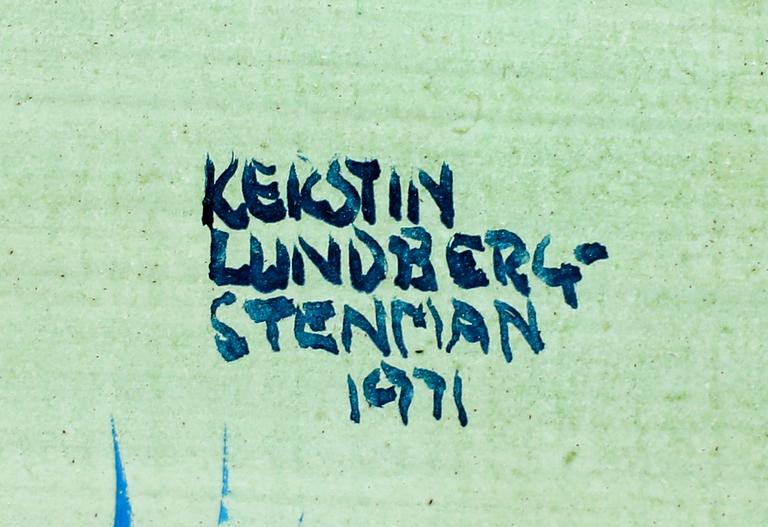 KERSTIN
LUNDBERG-
STENMAN
1971